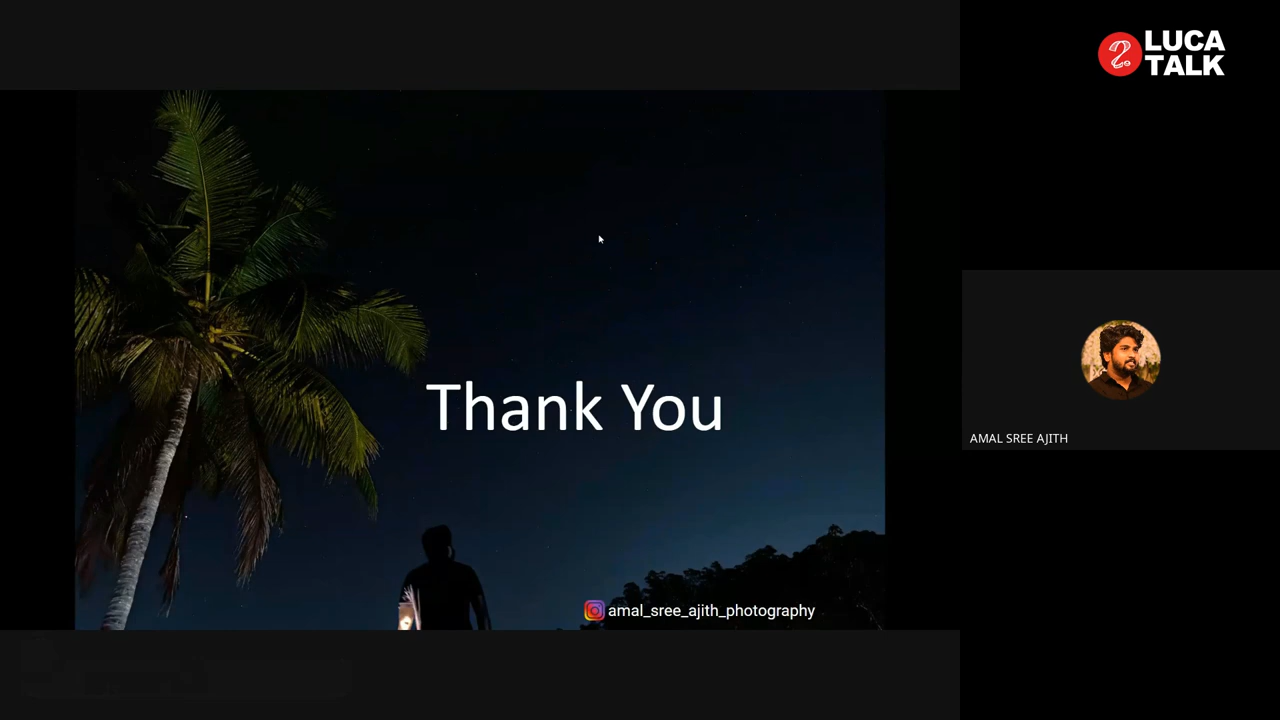 LUCA
TALK
Thank You
AMAL SREE AJITH
amal_sree_ajith_photography